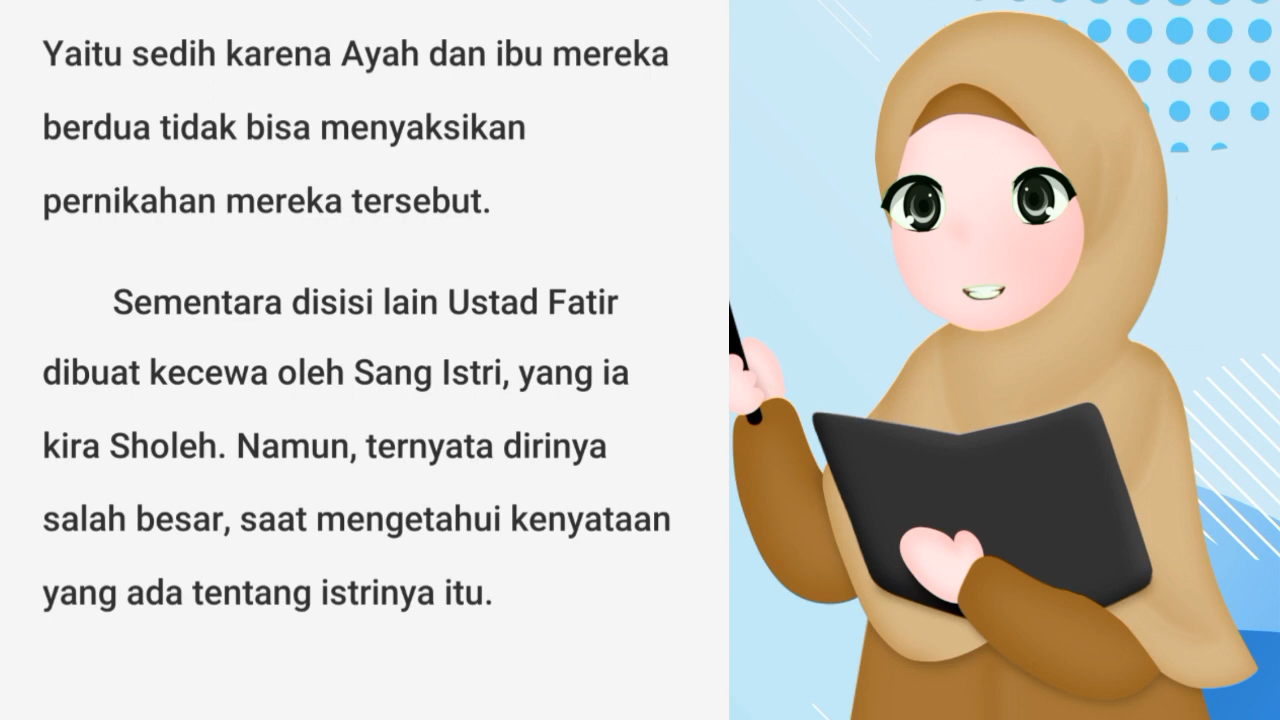 Yaitu sedih karena Ayah dan ibu mereka
berdua tidak bisa menyaksikan
pernikahan mereka tersebut.
Sementara disisi lain Ustad Fatir
dibuat kecewa oleh Sang Istri, yang ia
kira Sholeh. Namun, ternyata dirinya
salah besar, saat mengetahui kenyataan
yang ada tentang istrinya itu.